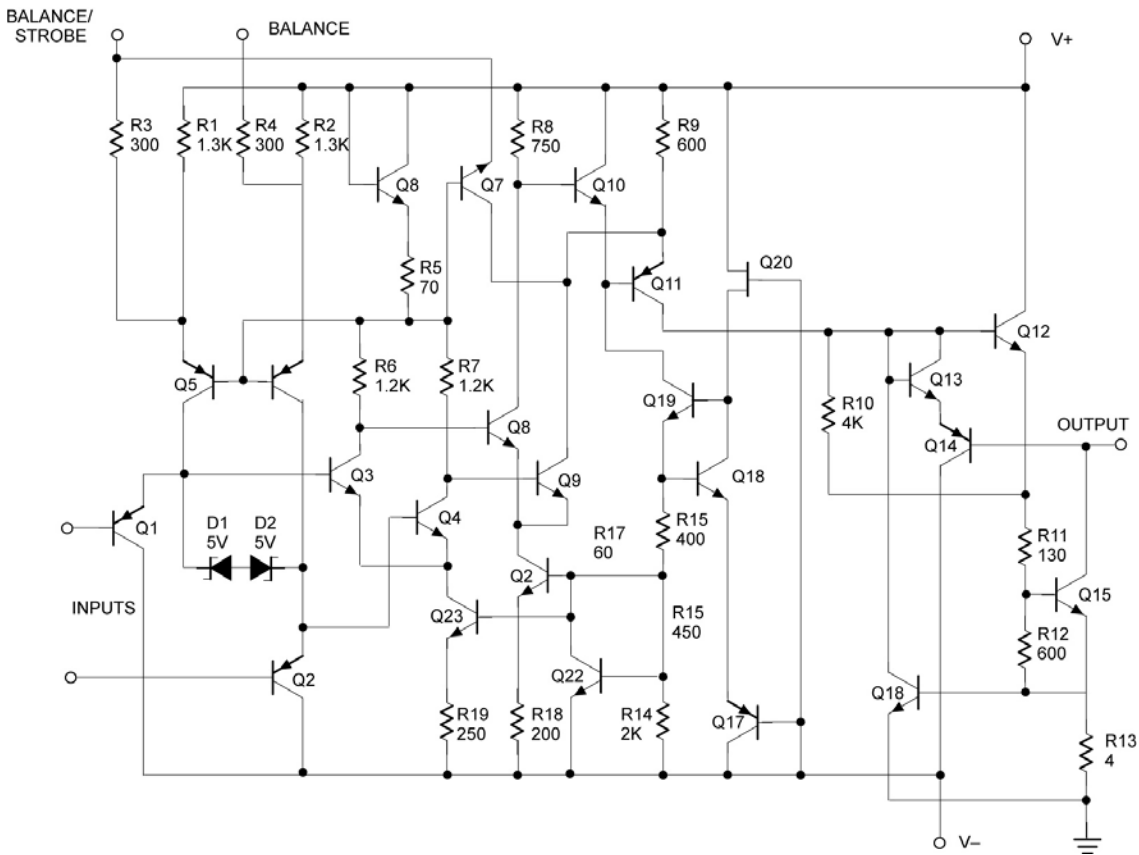 BALANCE/
STROBE
BALANCE
V+
R3
300
R1
1.3K
R4
300
R2
1.3K
R8
750
R9
600
Q8
Q7
Q10
R5
70
Q11
Q20
Q12
Q5
R6
1.2K
R7
1.2K
Q13
Q19
R10
4K
Q14
OUTPUT
Q8
Q3
Q9
Q18
Q4
Q1
D1
5V
D2
5V
R17
60
R15
400
R11
130
Q15
INPUTS
Q2
Q23
R15
450
R12
600
Q2
Q22
Q18
R19
250
R18
200
R14
2K
Q17
R13
4
V–